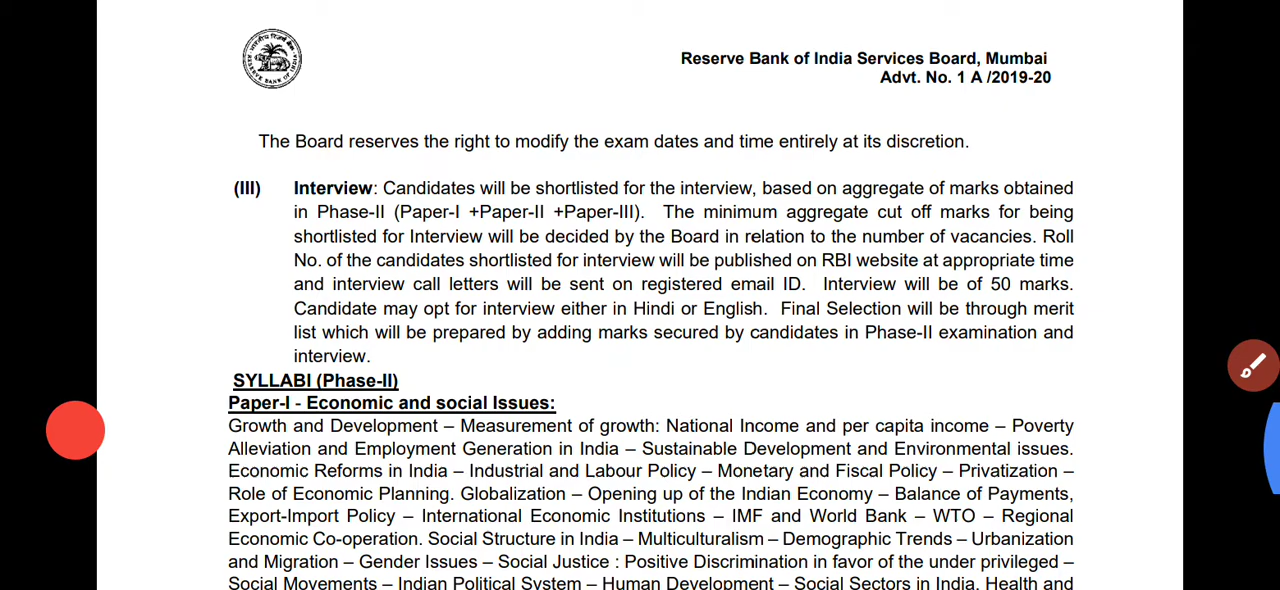 Reserve Bank of India Services Board, Mumbai
Advt. No. 1 A /2019-20
The Board reserves the right to modify the exam dates and time entirely at its discretion.
(III) Interview: Candidates will be shortlisted for the interview, based on aggregate of marks obtained
in Phase-II (Paper-I +Paper-II +Paper-III). The minimum aggregate cut off marks for being
shortlisted for Interview will be decided by the Board in relation to the number of vacancies. Roll
No. of the candidates shortlisted for interview will be published on RBI website at appropriate time
and interview call letters will be sent on registered email ID. Interview will be of 50 marks.
Candidate may opt for interview either in Hindi or English. Final Selection will be through merit
list which will be prepared by adding marks secured by candidates in Phase-II examination and
interview.
SYLLABI (Phase-II)
Paper-I - Economic and social Issues:
Growth and Development – Measurement of growth: National Income and per capita income – Poverty
Alleviation and Employment Generation in India – Sustainable Development and Environmental issues.
Economic Reforms in India – Industrial and Labour Policy – Monetary and Fiscal Policy – Privatization –
Role of Economic Planning. Globalization – Opening up of the Indian Economy – Balance of Payments,
Export-Import Policy – International Economic Institutions – IMF and World Bank – WTO – Regional
Economic Co-operation. Social Structure in India – Multiculturalism – Demographic Trends – Urbanization
and Migration – Gender Issues – Social Justice : Positive Discrimination in favor of the under privileged –
Social Movements – Indian Political System – Human Development – Social Sectors in India, Health and